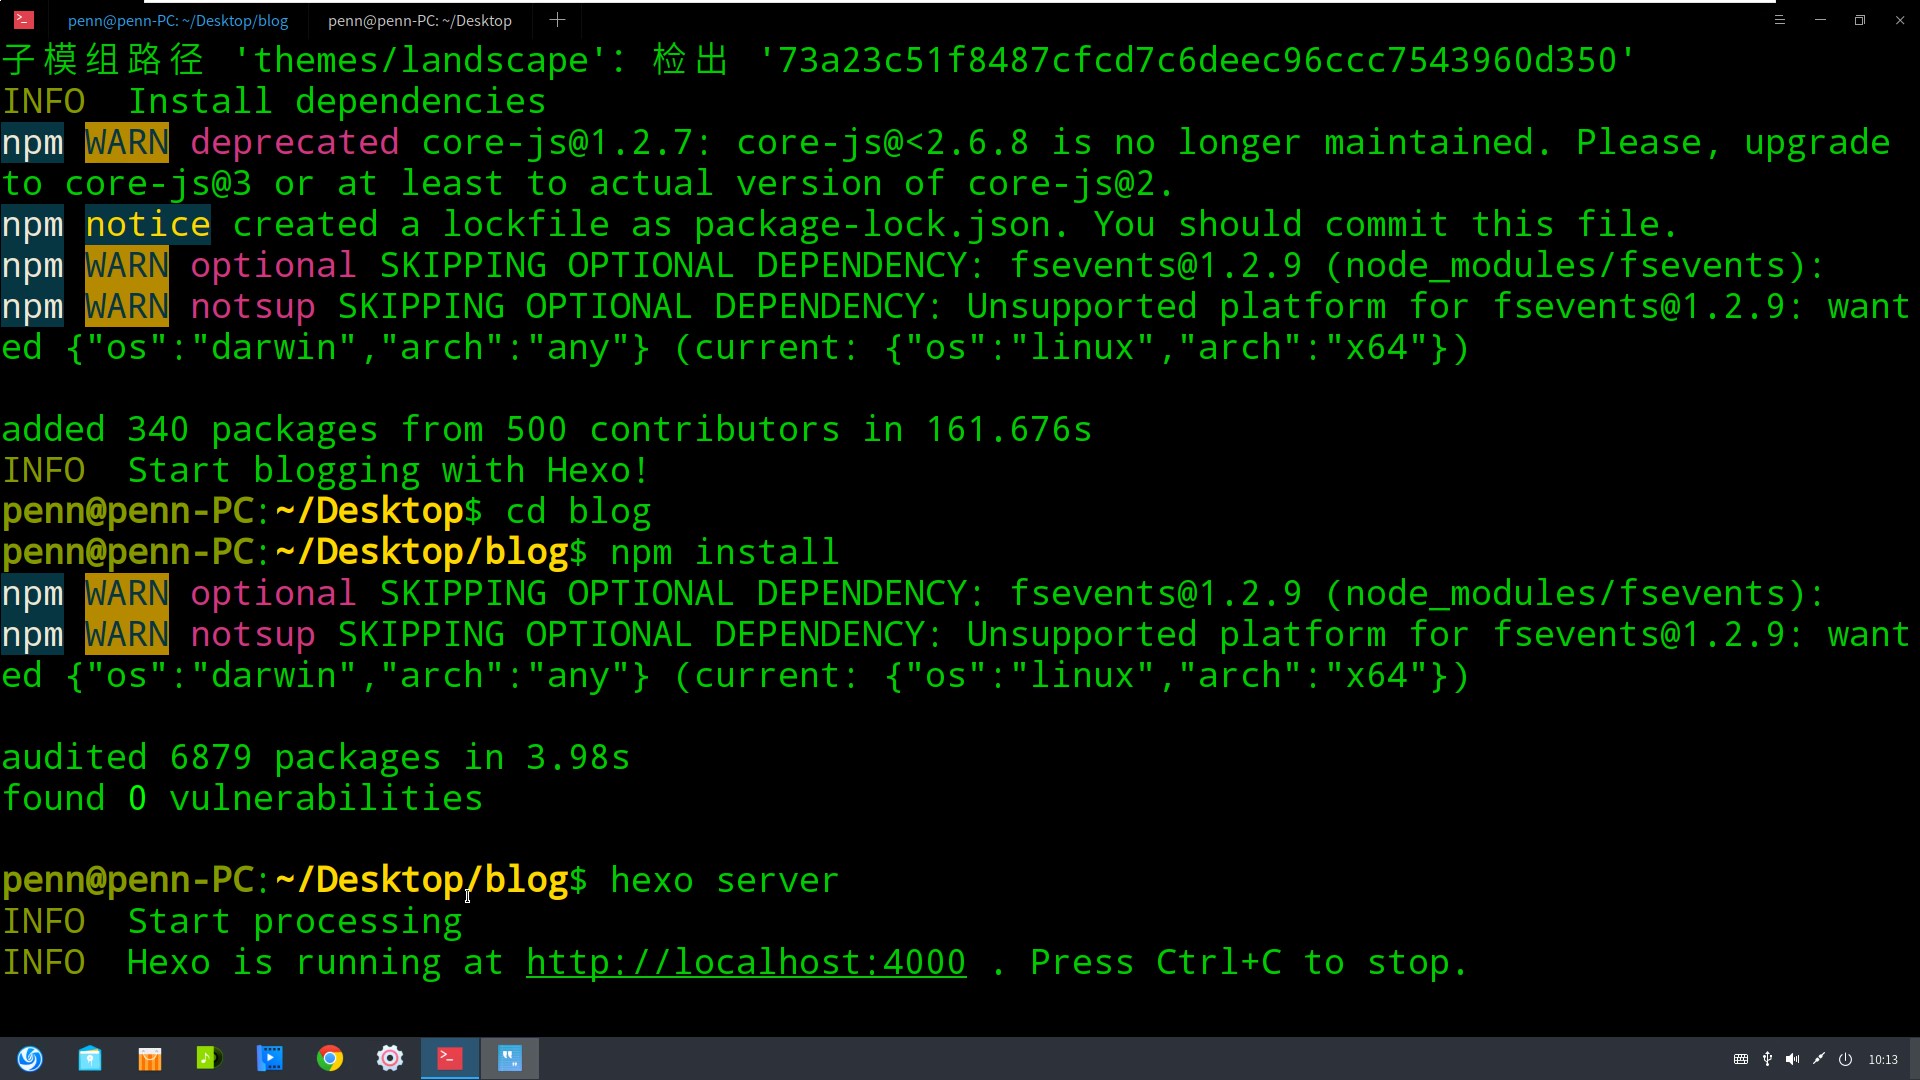 penn@penn-PC: ~/Desktop/blog
penn@penn-PC: ~/Desktop
子模组路径 'themes/landscape': 检出 '73a23c51f8487cfcd7c6deec96ccc7543960d350'
INFO  Install dependencies
npm WARN deprecated core-js@1.2.7: core-js@<2.6.8 is no longer maintained. Please, upgrade
to core-js@3 or at least to actual version of core-js@2.
npm notice created a lockfile as package-lock.json. You should commit this file.
npm WARN optional SKIPPING OPTIONAL DEPENDENCY: fsevents@1.2.9 (node_modules/fsevents):
npm WARN notsup SKIPPING OPTIONAL DEPENDENCY: Unsupported platform for fsevents@1.2.9: want
ed {"os":"darwin","arch":"any"} (current: {"os":"linux","arch":"x64"})
added 340 packages from 500 contributors in 161.676s
INFO  Start blogging with Hexo!
penn@penn-PC:~/Desktop$ cd blog
penn@penn-PC:~/Desktop/blog$ npm install
npm WARN optional SKIPPING OPTIONAL DEPENDENCY: fsevents@1.2.9 (node_modules/fsevents):
npm WARN notsup SKIPPING OPTIONAL DEPENDENCY: Unsupported platform for fsevents@1.2.9: want
ed {"os":"darwin","arch":"any"} (current: {"os":"linux","arch":"x64"})
audited 6879 packages in 3.98s
found 0 vulnerabilities
penn@penn-PC:~/Desktop/blog$ hexo server
INFO  Start processing
INFO  Hexo is running at http://localhost:4000 . Press Ctrl+C to stop.
10:13